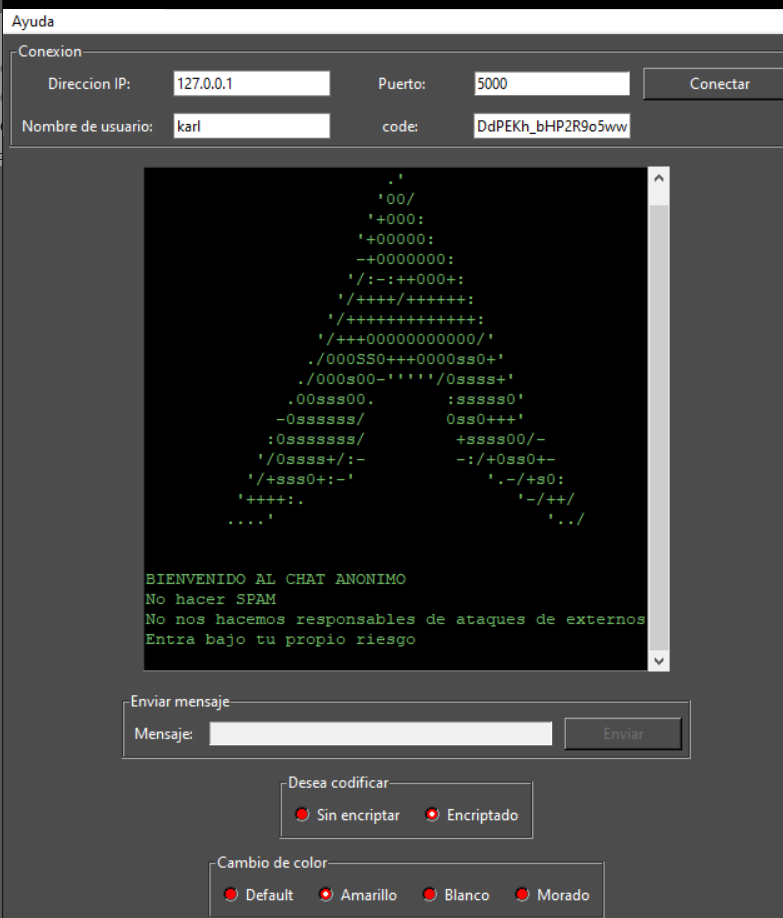 Ayuda
Conexion
Direccion IP: 127.0.0.1 Puerto: 5000 Conectar
Nombre de usuario: karl code: DdPEKh_bHP2R9o5ww
.'
'00/
'+000:
'+00000:
-+0000000:
'/:-:++000+:
'/++++/++++++:
'/+++++++++++++:
'/+++00000000000/'
./000SS0+++0000ss0+'
./000s00-'''''/0ssss+'
.00sss00. :sssss0'
-0ssssss/ 0ss0+++'
:0sssssss/ +ssss00/-
'/0ssss+/:- -:/+0ss0+-
'/+sss0+:-' '.-/+s0:
'++++:. '-/++/
....' '../
BIENVENIDO AL CHAT ANONIMO
No hacer SPAM
No nos hacemos responsables de ataques de externos
Entra bajo tu propio riesgo
Enviar mensaje
Mensaje: Enviar
Desea codificar
Sin encriptar Encriptado
Cambio de color
Default Amarillo Blanco Morado